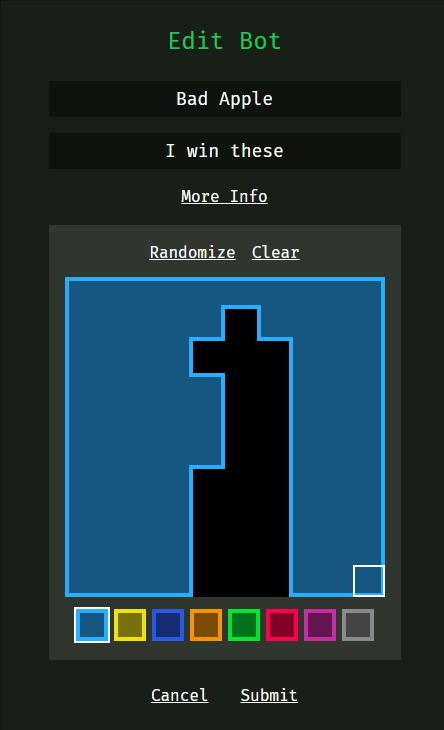 Edit Bot
Bad Apple
I win these
More Info
Randomize Clear
Cancel Submit